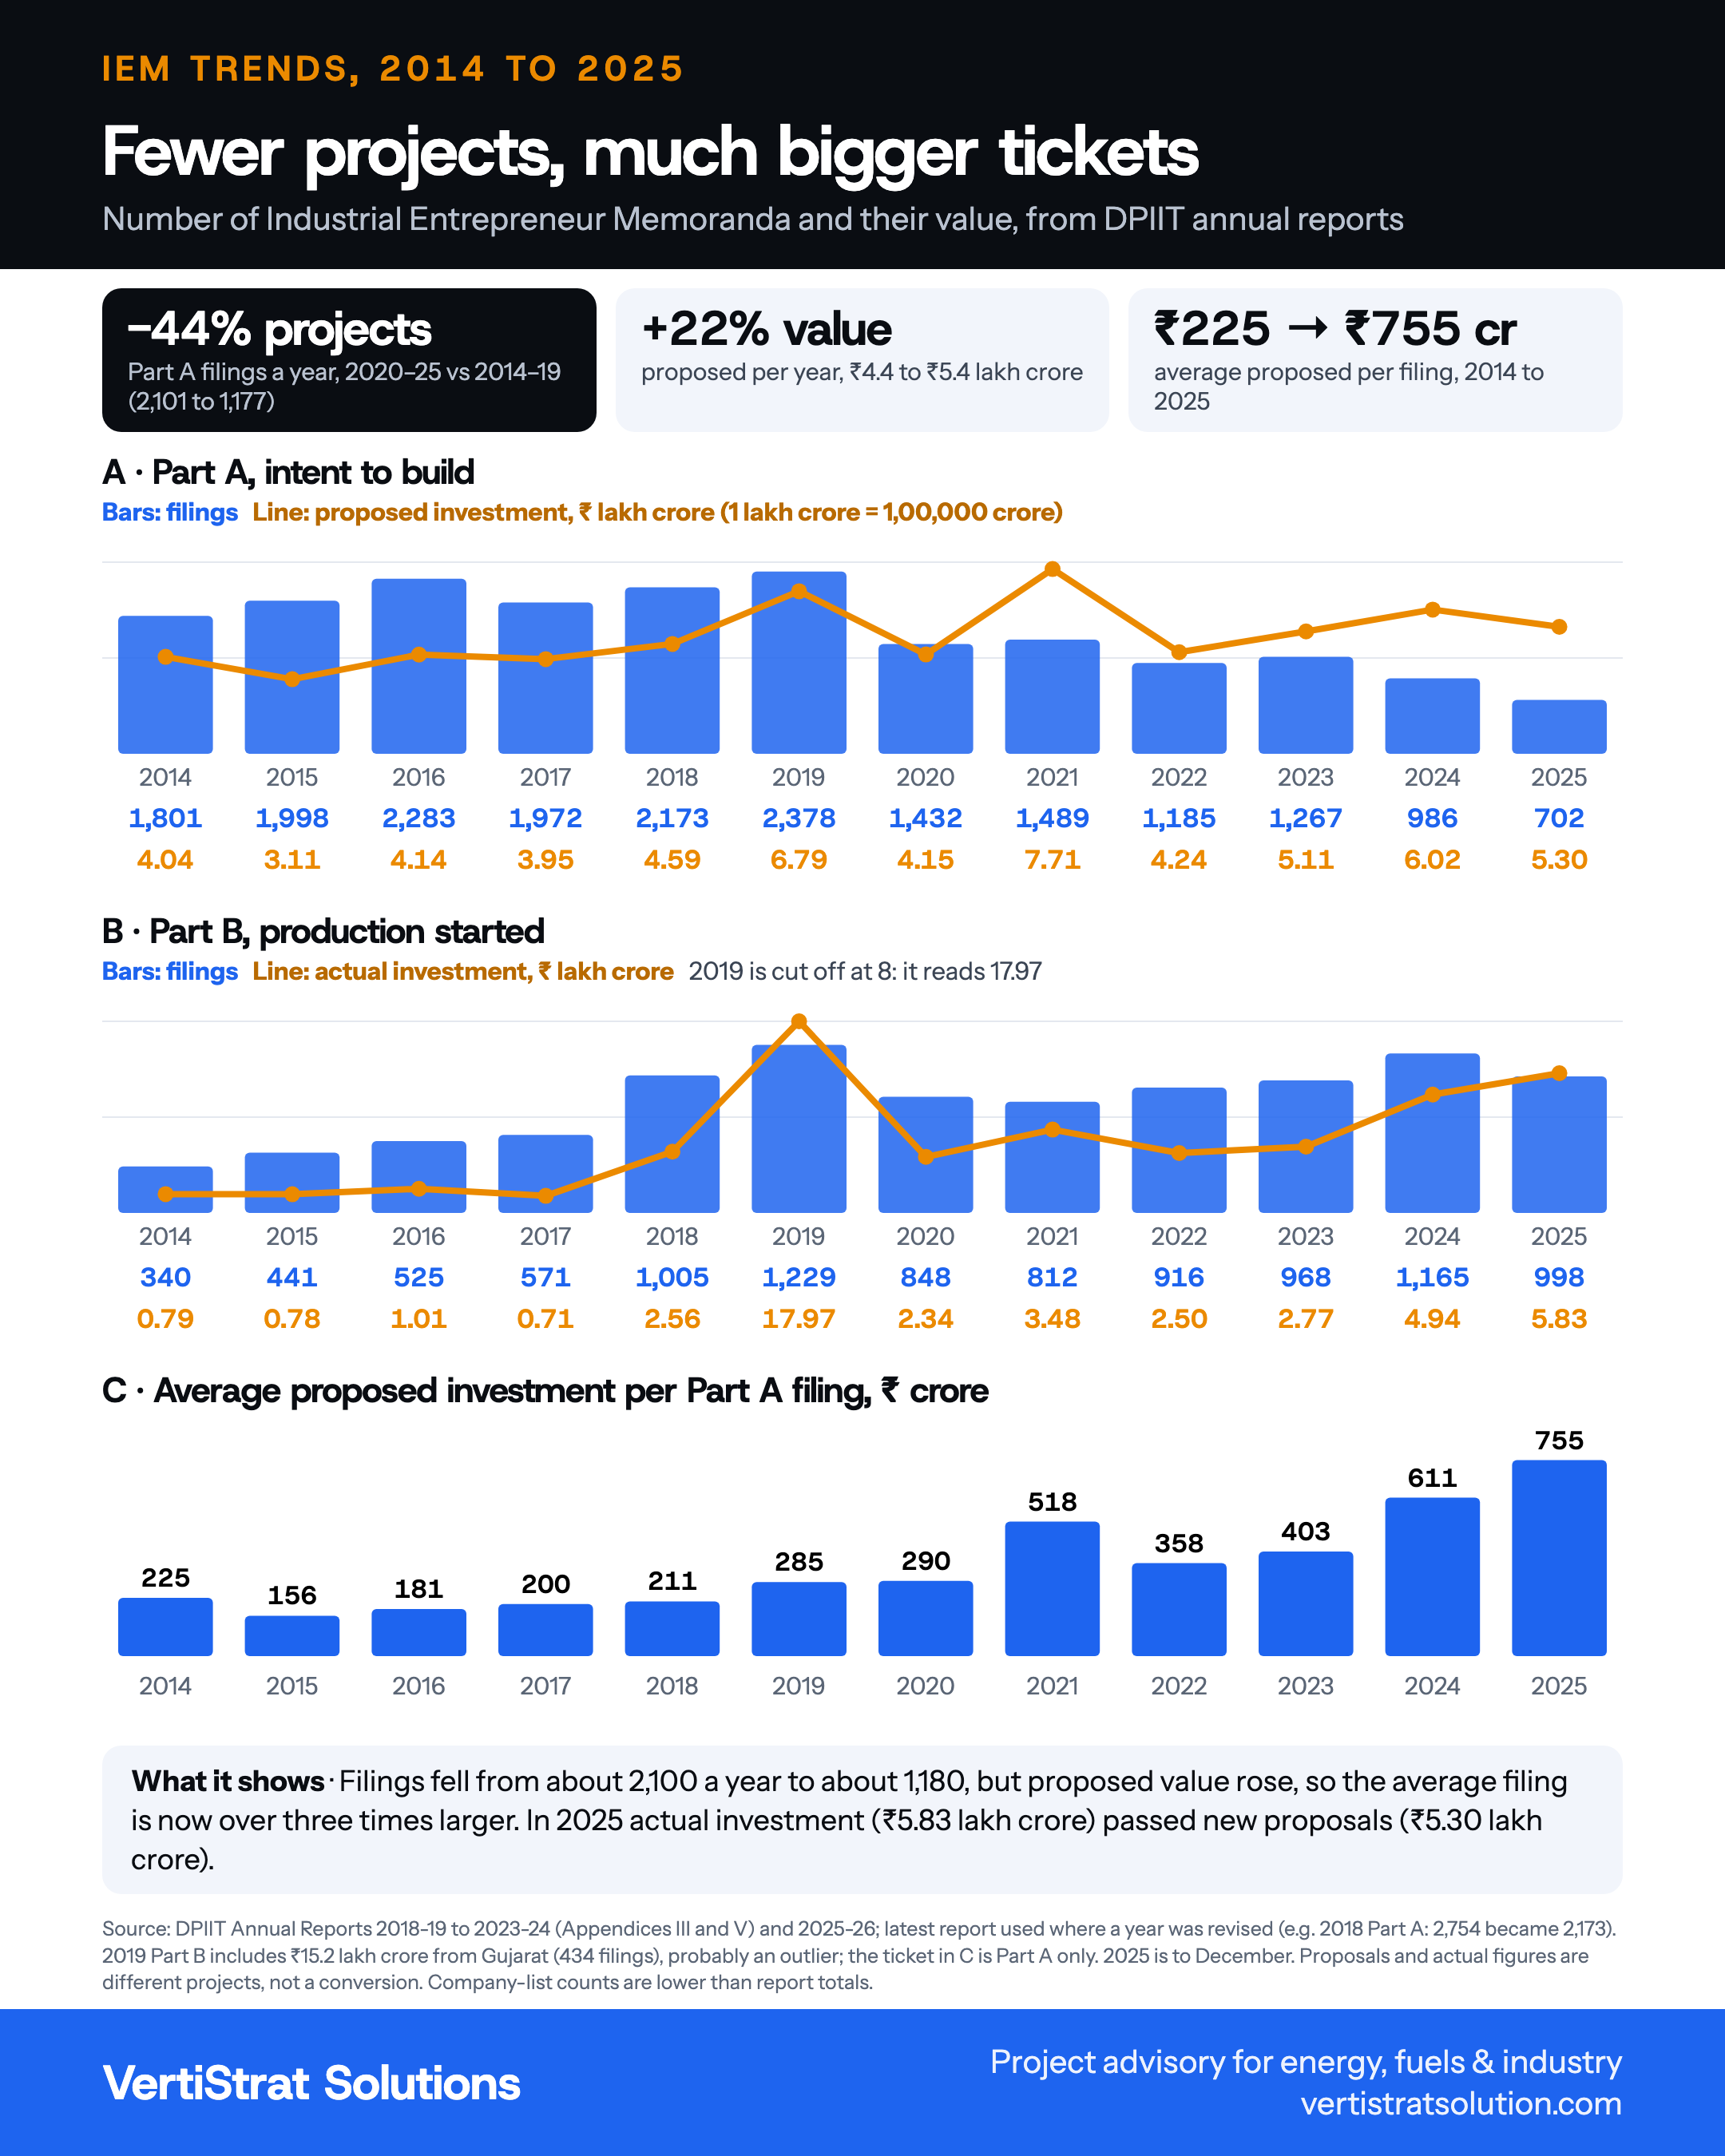 IEM TRENDS, 2014 TO 2025
Fewer projects, much bigger tickets
Number of Industrial Entrepreneur Memoranda and their value, from DPIIT annual reports
−44% projects
Part A filings a year, 2020–25 vs 2014–19
(2,101 to 1,177)
+22% value
proposed per year, ₹4.4 to ₹5.4 lakh crore
₹225 → ₹755 cr
average proposed per filing, 2014 to
2025
A · Part A, intent to build
Bars: filings Line: proposed investment, ₹ lakh crore (1 lakh crore = 1,00,000 crore)
2014 2015 2016 2017 2018 2019 2020 2021 2022 2023 2024 2025
1,801 1,998 2,283 1,972 2,173 2,378 1,432 1,489 1,185 1,267 986 702
4.04 3.11 4.14 3.95 4.59 6.79 4.15 7.71 4.24 5.11 6.02 5.30
B · Part B, production started
Bars: filings Line: actual investment, ₹ lakh crore 2019 is cut off at 8: it reads 17.97
2014 2015 2016 2017 2018 2019 2020 2021 2022 2023 2024 2025
340 441 525 571 1,005 1,229 848 812 916 968 1,165 998
0.79 0.78 1.01 0.71 2.56 17.97 2.34 3.48 2.50 2.77 4.94 5.83
C · Average proposed investment per Part A filing, ₹ crore
225 156 181 200 211 285 290 518 358 403 611 755
2014 2015 2016 2017 2018 2019 2020 2021 2022 2023 2024 2025
What it shows · Filings fell from about 2,100 a year to about 1,180, but proposed value rose, so the average filing
is now over three times larger. In 2025 actual investment (₹5.83 lakh crore) passed new proposals (₹5.30 lakh
crore).
Source: DPIIT Annual Reports 2018-19 to 2023-24 (Appendices III and V) and 2025-26; latest report used where a year was revised (e.g. 2018 Part A: 2,754 became 2,173).
2019 Part B includes ₹15.2 lakh crore from Gujarat (434 filings), probably an outlier; the ticket in C is Part A only. 2025 is to December. Proposals and actual figures are
different projects, not a conversion. Company-list counts are lower than report totals.
VertiStrat Solutions
Project advisory for energy, fuels & industry
vertistratsolution.com